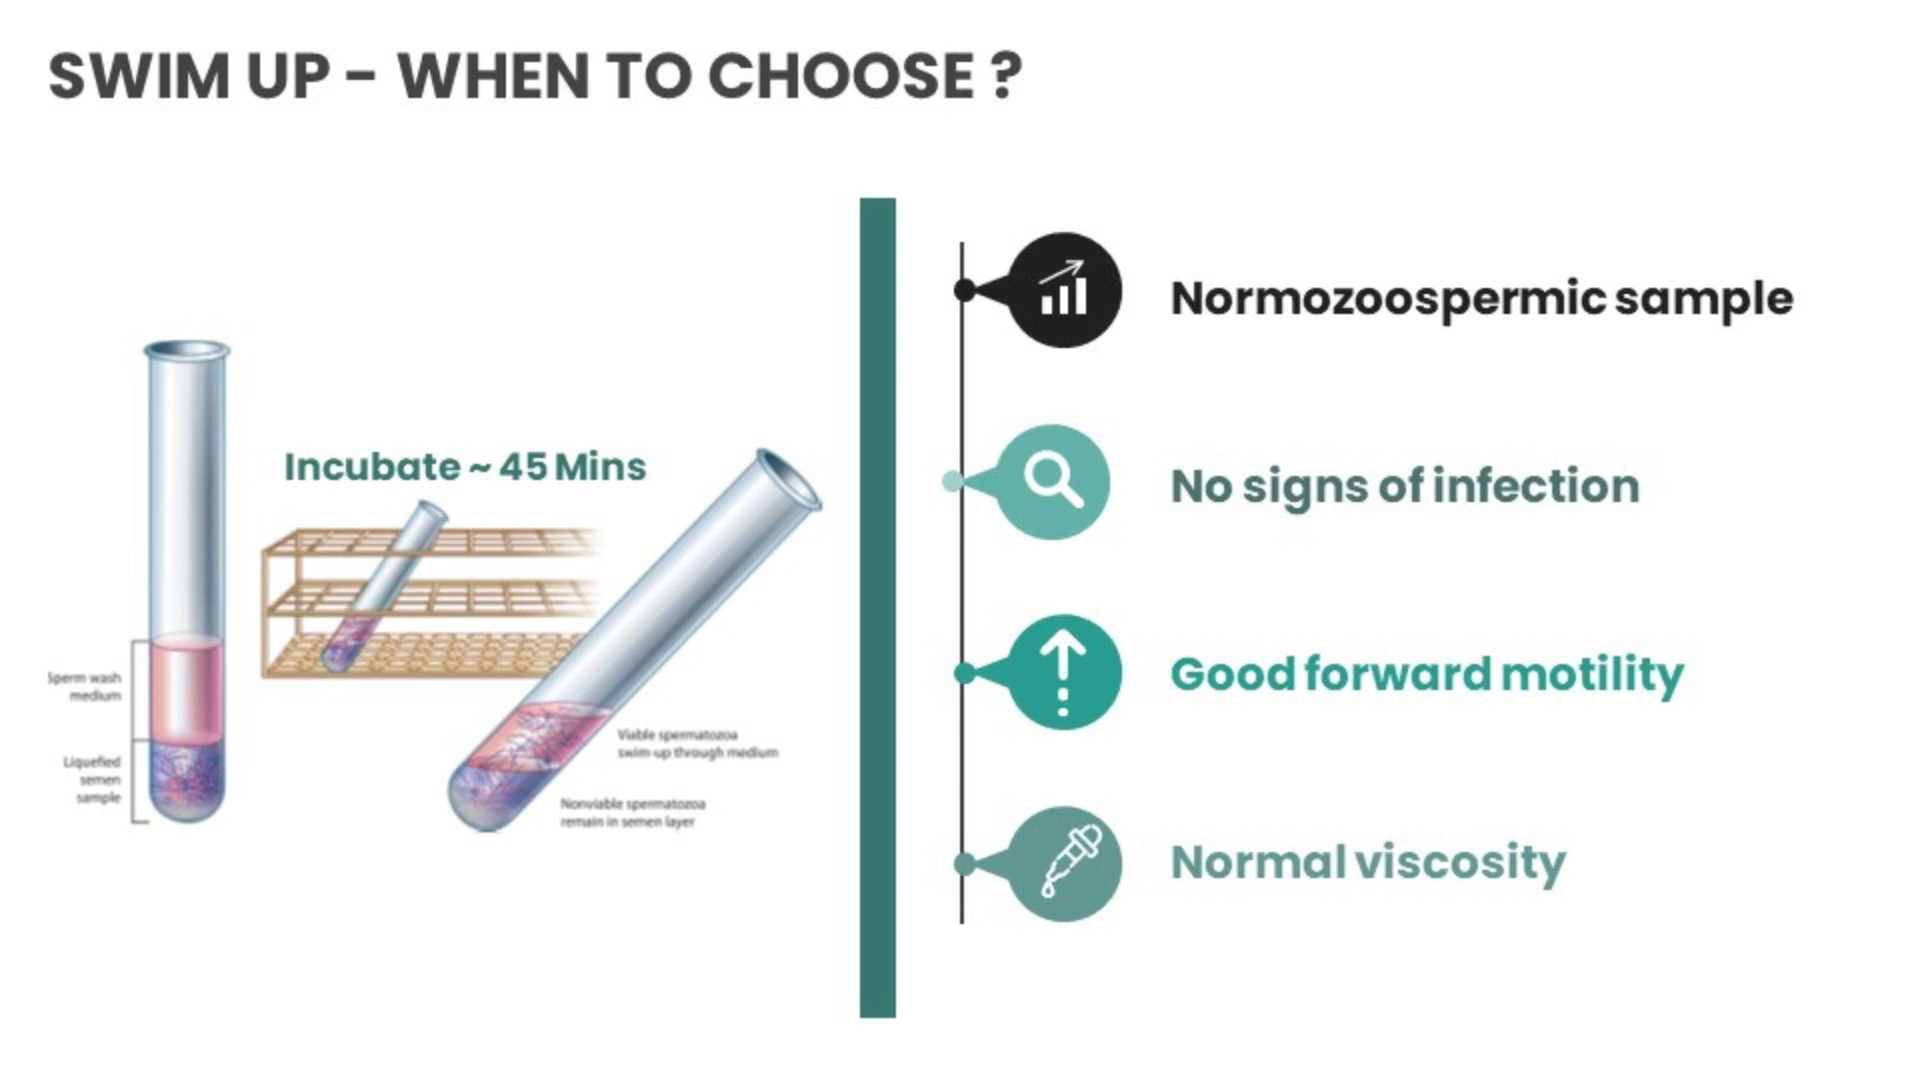 SWIM UP - WHEN TO CHOOSE ?
Incubate ~ 45 Mins
Sperm wash
medium
Liquefied
semen
sample
Viable spermatozoa
swim-up through medium
Nonviable spermatozoa
remain in semen layer
Normozoospermic sample
No signs of infection
Good forward motility
Normal viscosity